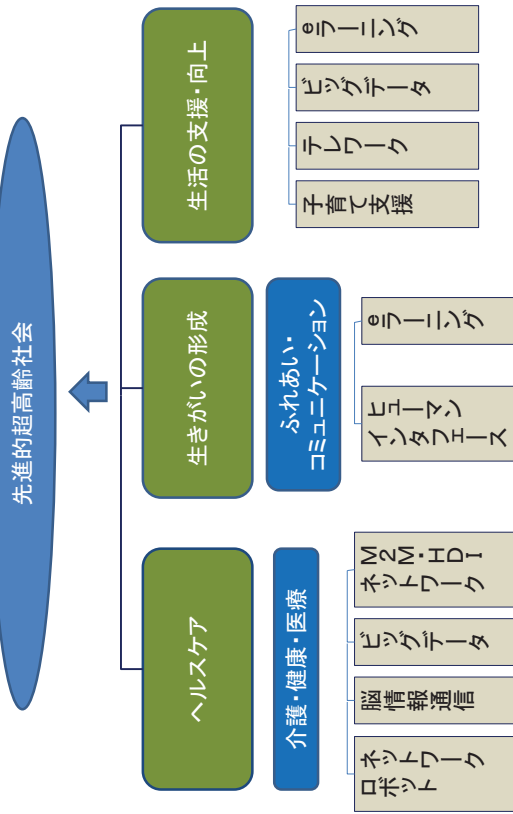 先進的超高齢社会
ヘルスケア
介護・健康・医療
ネットワーク
ロボット
脳情報通信
ビッグデータ
M2M・HDI
ネットワーク
生きがいの形成
ふれあい・
コミュニケーション
ヒューマン
インタフェース
eラーニング
生活の支援・向上
子育て支援
テレワーク
ビッグデータ
eラーニング